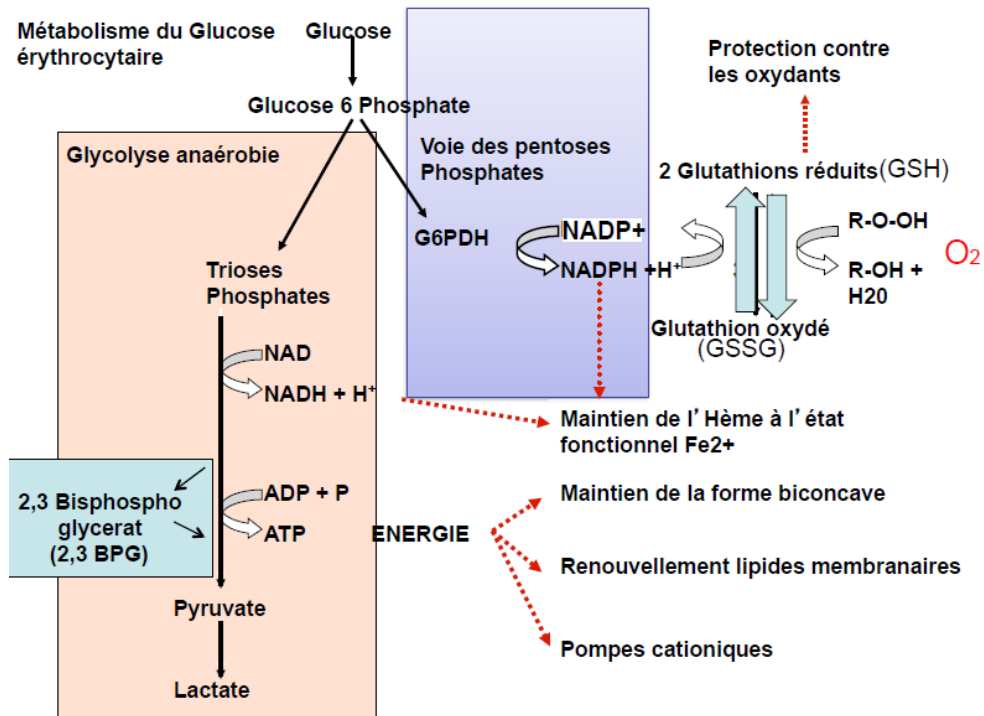 Métabolisme du Glucose
érythrocytaire
Glucose
Glucose 6 Phosphate
Glycolyse anaérobie
Trioses
Phosphates
NAD
NADH + H⁺
2,3 Bisphospho
glycerat
(2,3 BPG)
ADP + P
ATP
Pyruvate
Lactate
Voie des pentoses
Phosphates
G6PDH
NADP+
NADPH +H⁺
Protection contre
les oxydants
2 Glutathions réduits(GSH)
R-O-OH
R-OH +
H20
O₂
Glutathion oxydé
(GSSG)
Maintien de l'Hème à l'état
fonctionnel Fe2+
ENERGIE
Maintien de la forme biconcave
Renouvellement lipides membranaires
Pompes cationiques